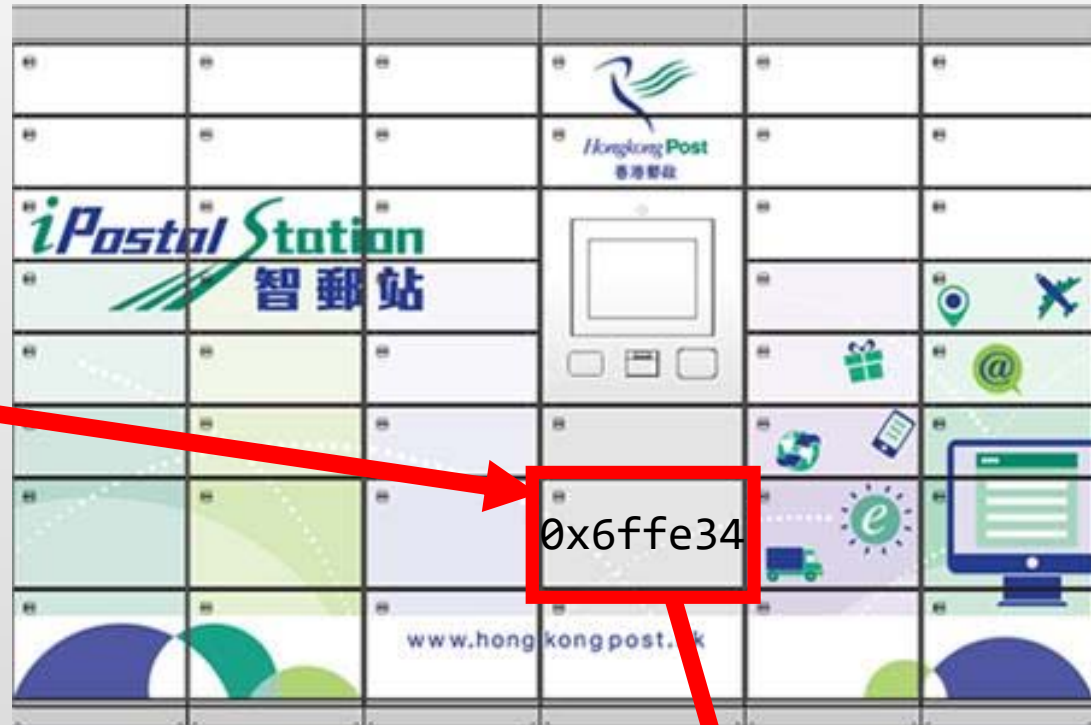 Hongkong Post
香港郵政
iPostal Station
智郵站
@
0x6ffe34
e
www.hongkongpost.hk